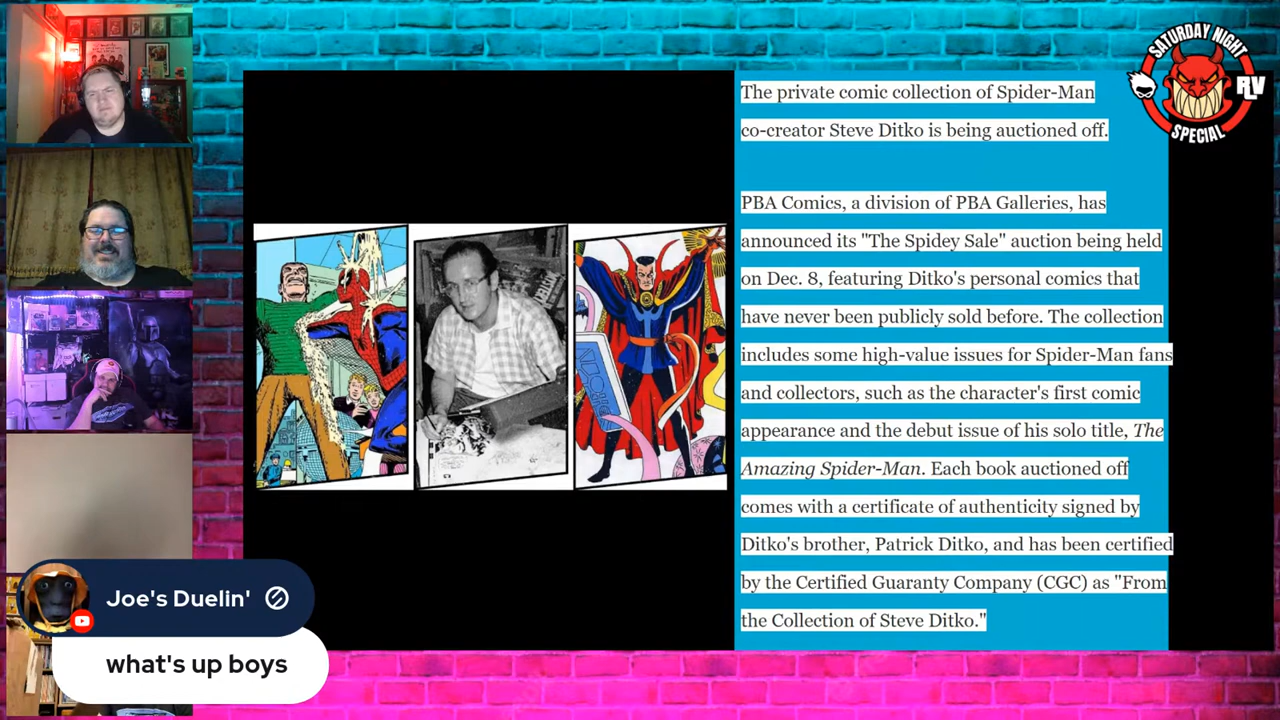 SATURDAY NIGHT
RLV
SPECIAL
The private comic collection of Spider-Man
co-creator Steve Ditko is being auctioned off.
PBA Comics, a division of PBA Galleries, has
announced its "The Spidey Sale" auction being held
on Dec. 8, featuring Ditko's personal comics that
have never been publicly sold before. The collection
includes some high-value issues for Spider-Man fans
and collectors, such as the character's first comic
appearance and the debut issue of his solo title, The
Amazing Spider-Man. Each book auctioned off
comes with a certificate of authenticity signed by
Ditko's brother, Patrick Ditko, and has been certified
by the Certified Guaranty Company (CGC) as "From
the Collection of Steve Ditko."
Joe's Duelin'
what's up boys